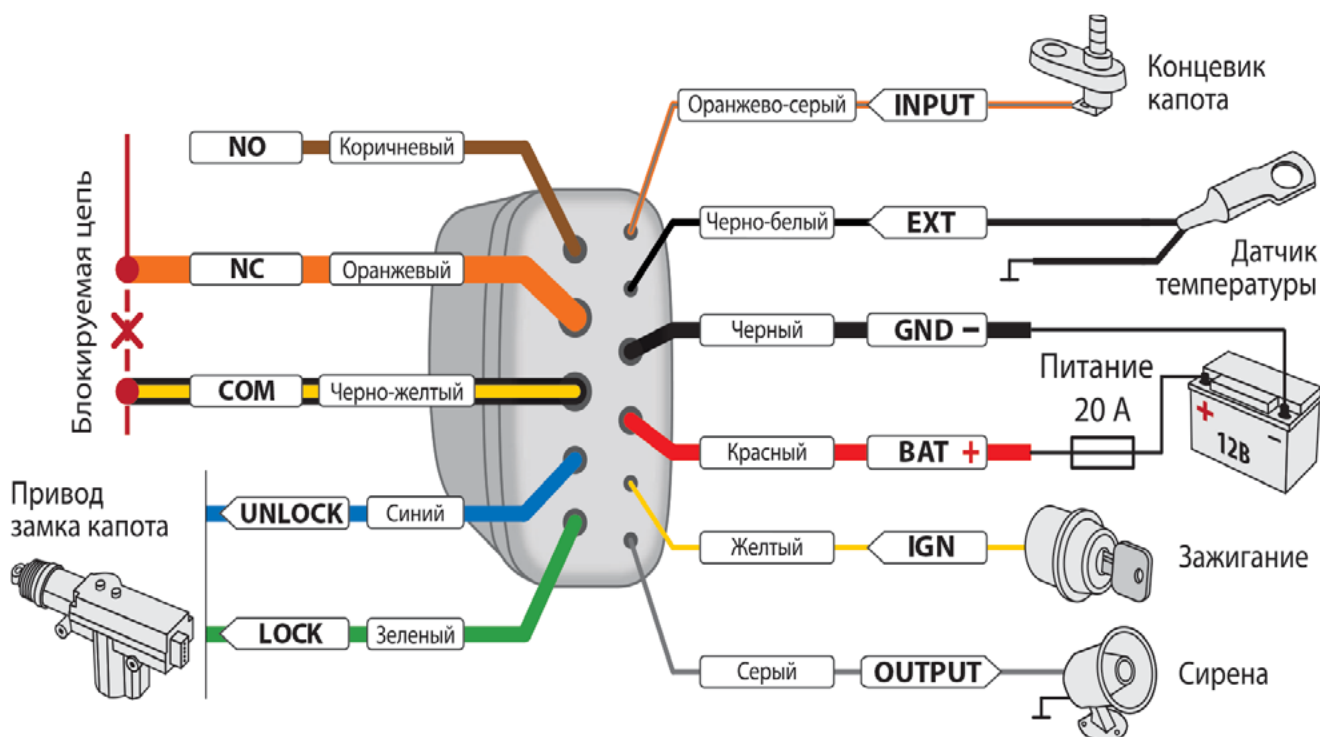 Блокируемая цепь
NO
Коричневый
NC
Оранжевый
COM
Черно-желтый
Привод
замка капота
UNLOCK
Синий
LOCK
Зеленый
Оранжево-серый
INPUT
Концевик
капота
Черно-белый
EXT
Датчик
температуры
Черный
GND −
Питание
20 А
Красный
BAT +
+
−
12В
Желтый
IGN
Зажигание
Серый
OUTPUT
Сирена